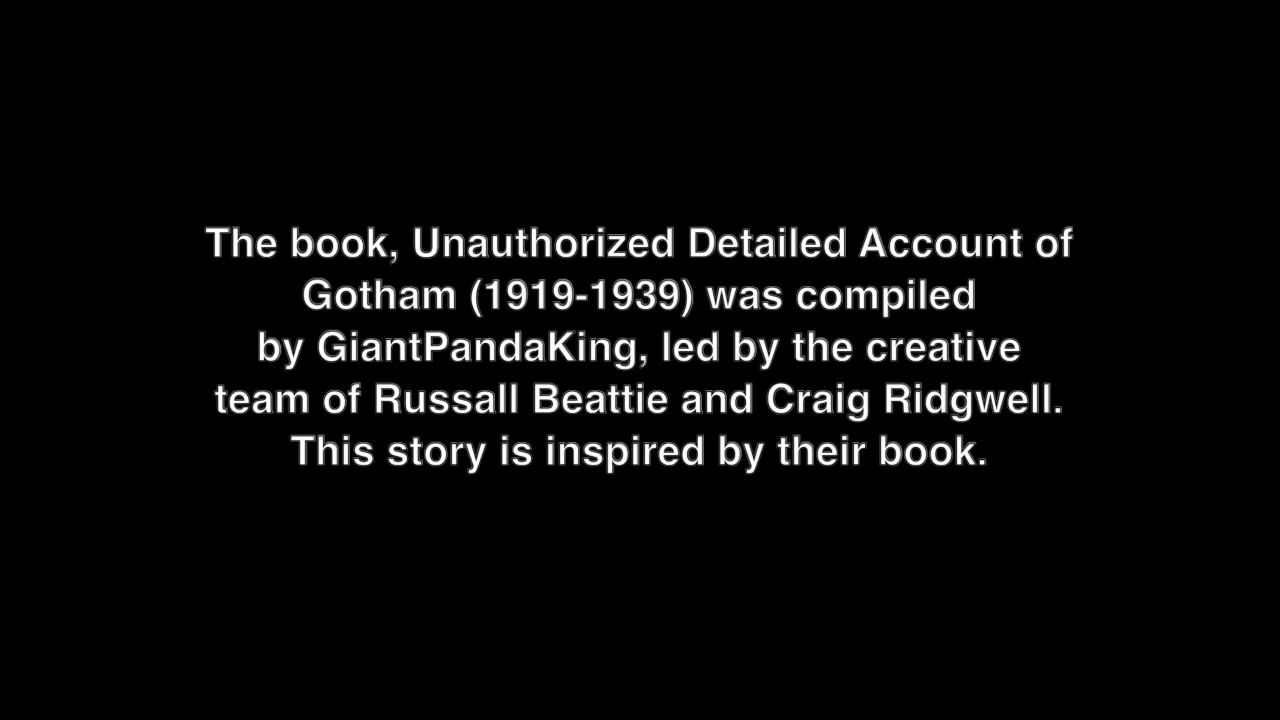 The book, Unauthorized Detailed Account of
Gotham (1919-1939) was compiled
by GiantPandaKing, led by the creative
team of Russall Beattie and Craig Ridgwell.
This story is inspired by their book.